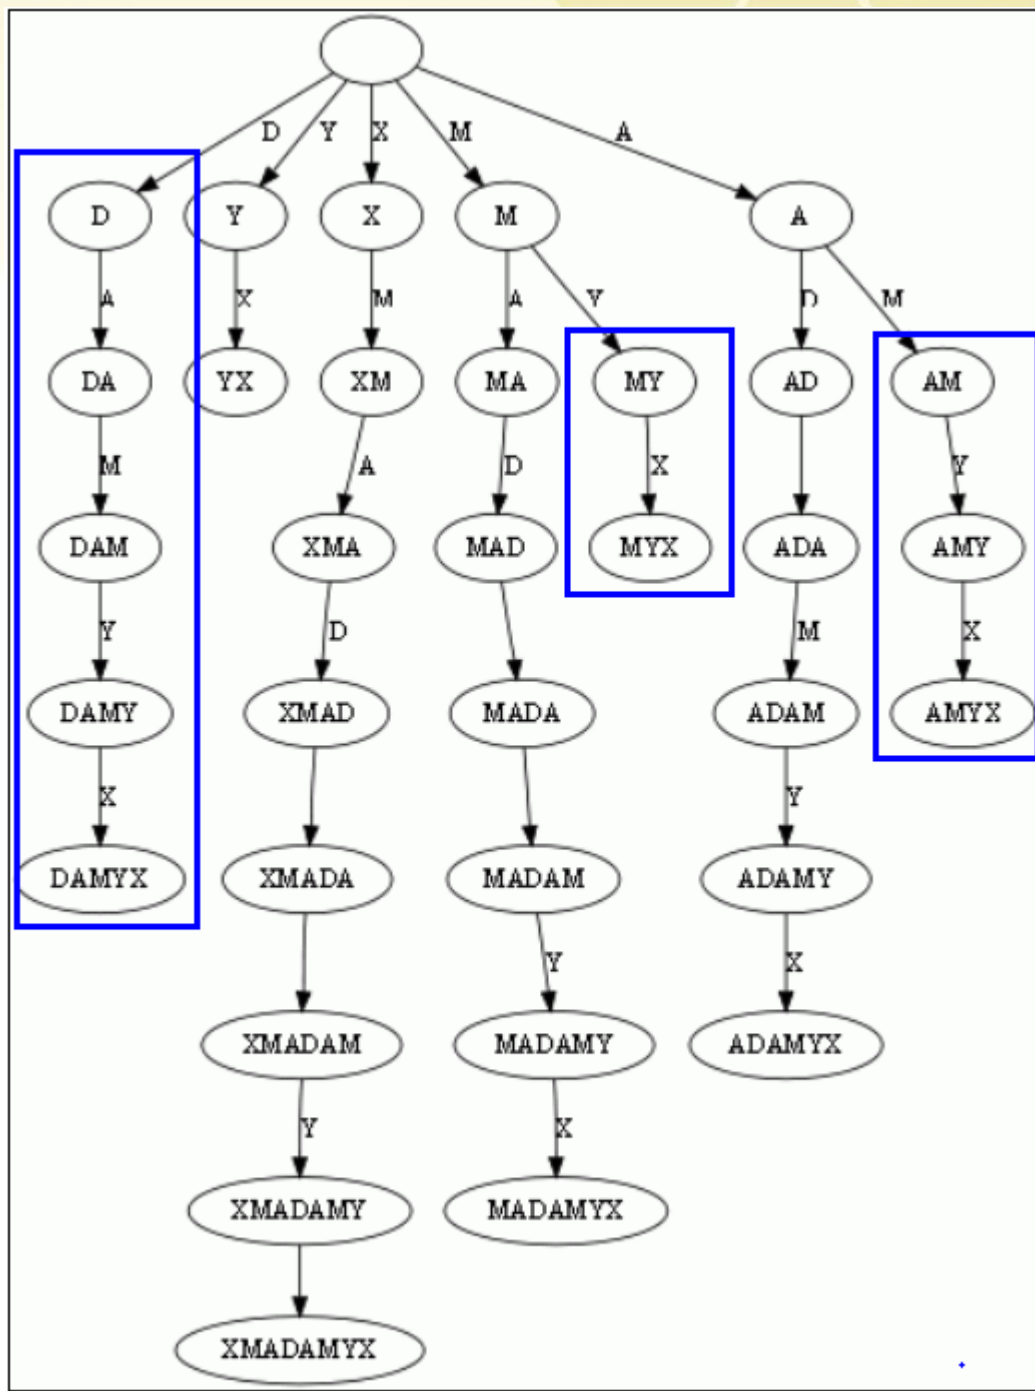 D Y X M A
D Y X M A
A X M A Y D M
DA YX XM MA MY AD AM
M A D X Y
DAM XMA MAD MYX ADA AMY
Y D M X
DAMY XMAD MADA ADAM AMYX
X Y
DAMYX XMADA MADAM ADAMY
Y X
XMADAM MADAMY ADAMYX
Y X
XMADAMY MADAMYX
XMADAMYX